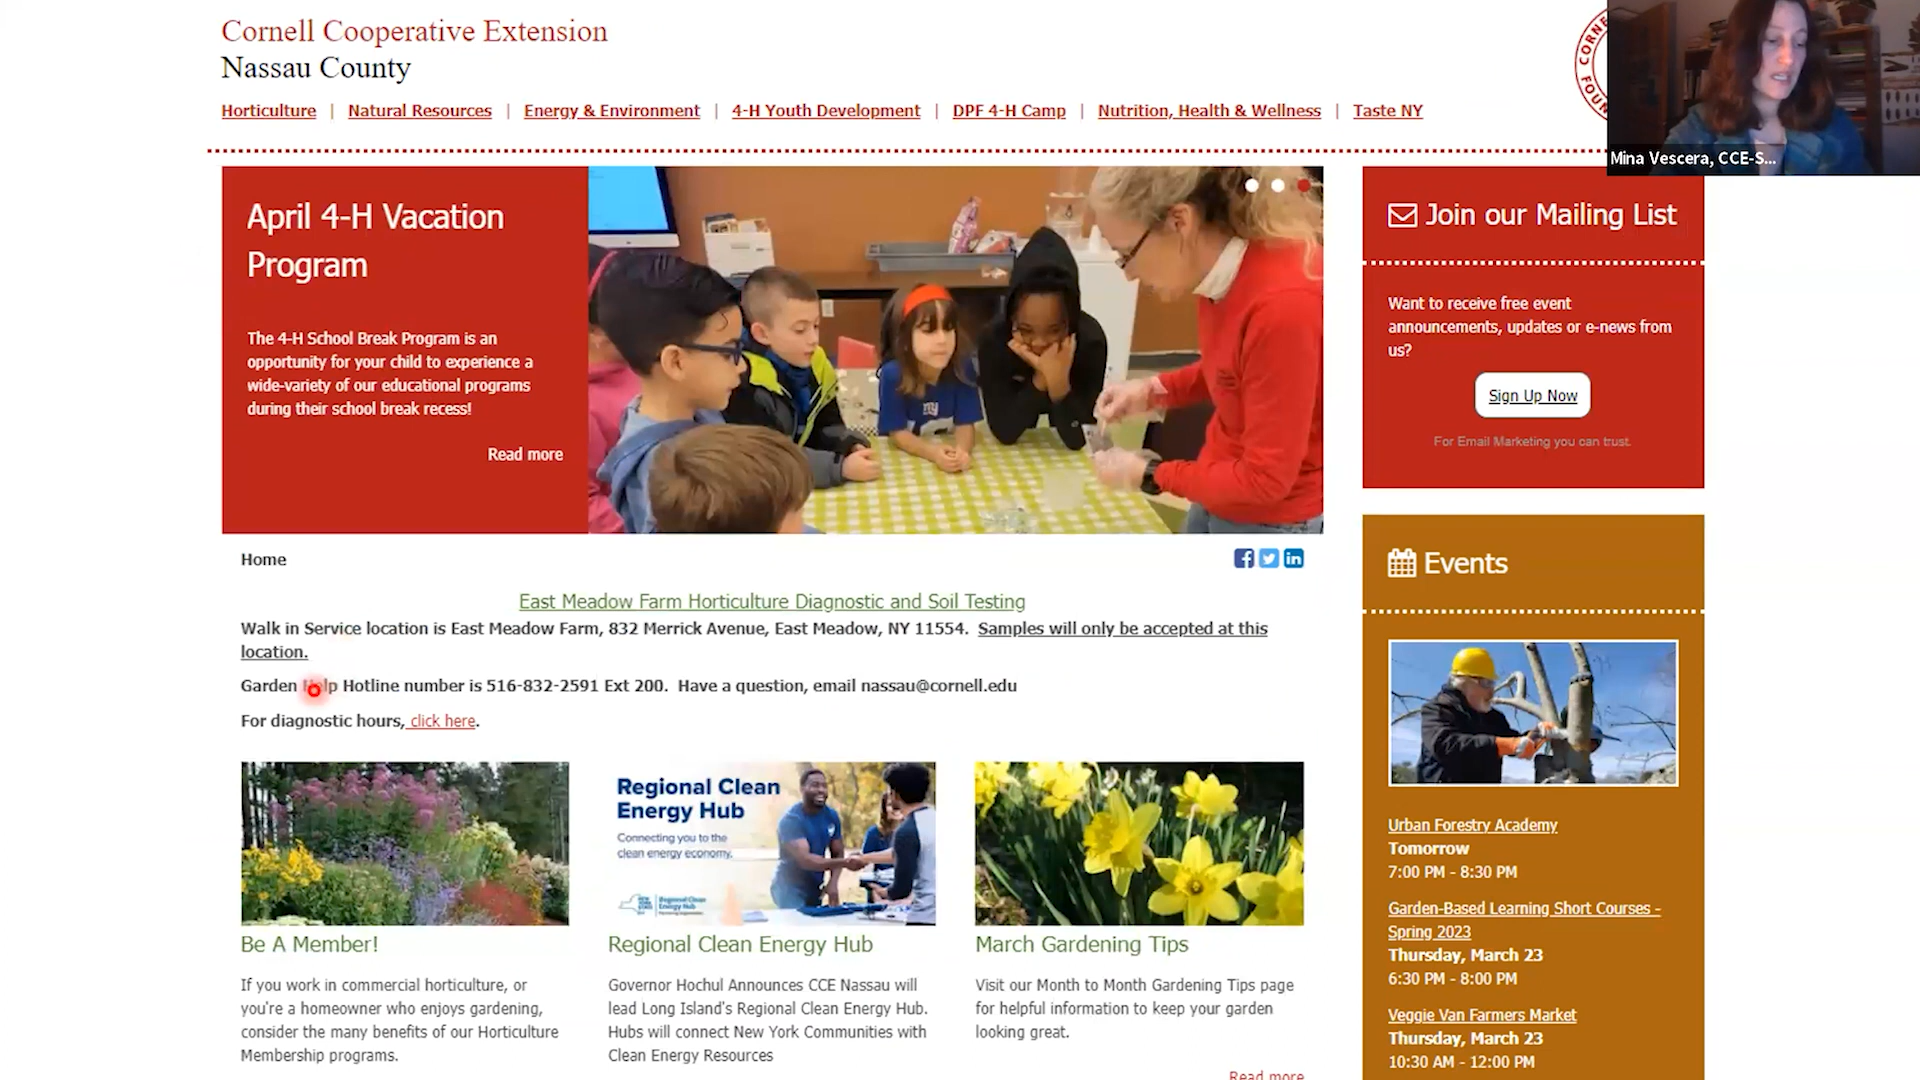 Cornell Cooperative Extension
Nassau County
Horticulture | Natural Resources | Energy & Environment | 4-H Youth Development | DPF 4-H Camp | Nutrition, Health & Wellness | Taste NY
CORNE
FOUN
Mina Vescera, CCE-S...
April 4-H Vacation
Program
The 4-H School Break Program is an
opportunity for your child to experience a
wide-variety of our educational programs
during their school break recess!
Read more
Join our Mailing List
Want to receive free event
announcements, updates or e-news from
us?
Sign Up Now
For Email Marketing you can trust.
Home
East Meadow Farm Horticulture Diagnostic and Soil Testing
Walk in Service location is East Meadow Farm, 832 Merrick Avenue, East Meadow, NY 11554. Samples will only be accepted at this
location.
Garden Help Hotline number is 516-832-2591 Ext 200. Have a question, email nassau@cornell.edu
For diagnostic hours, click here.
Regional Clean
Energy Hub
Connecting you to the
clean energy economy.
Regional Clean
Energy Hub
Be A Member!
If you work in commercial horticulture, or
you're a homeowner who enjoys gardening,
consider the many benefits of our Horticulture
Membership programs.
Regional Clean Energy Hub
Governor Hochul Announces CCE Nassau will
lead Long Island's Regional Clean Energy Hub.
Hubs will connect New York Communities with
Clean Energy Resources
March Gardening Tips
Visit our Month to Month Gardening Tips page
for helpful information to keep your garden
looking great.
Read more
Events
Urban Forestry Academy
Tomorrow
7:00 PM - 8:30 PM
Garden-Based Learning Short Courses -
Spring 2023
Thursday, March 23
6:30 PM - 8:00 PM
Veggie Van Farmers Market
Thursday, March 23
10:30 AM - 12:00 PM